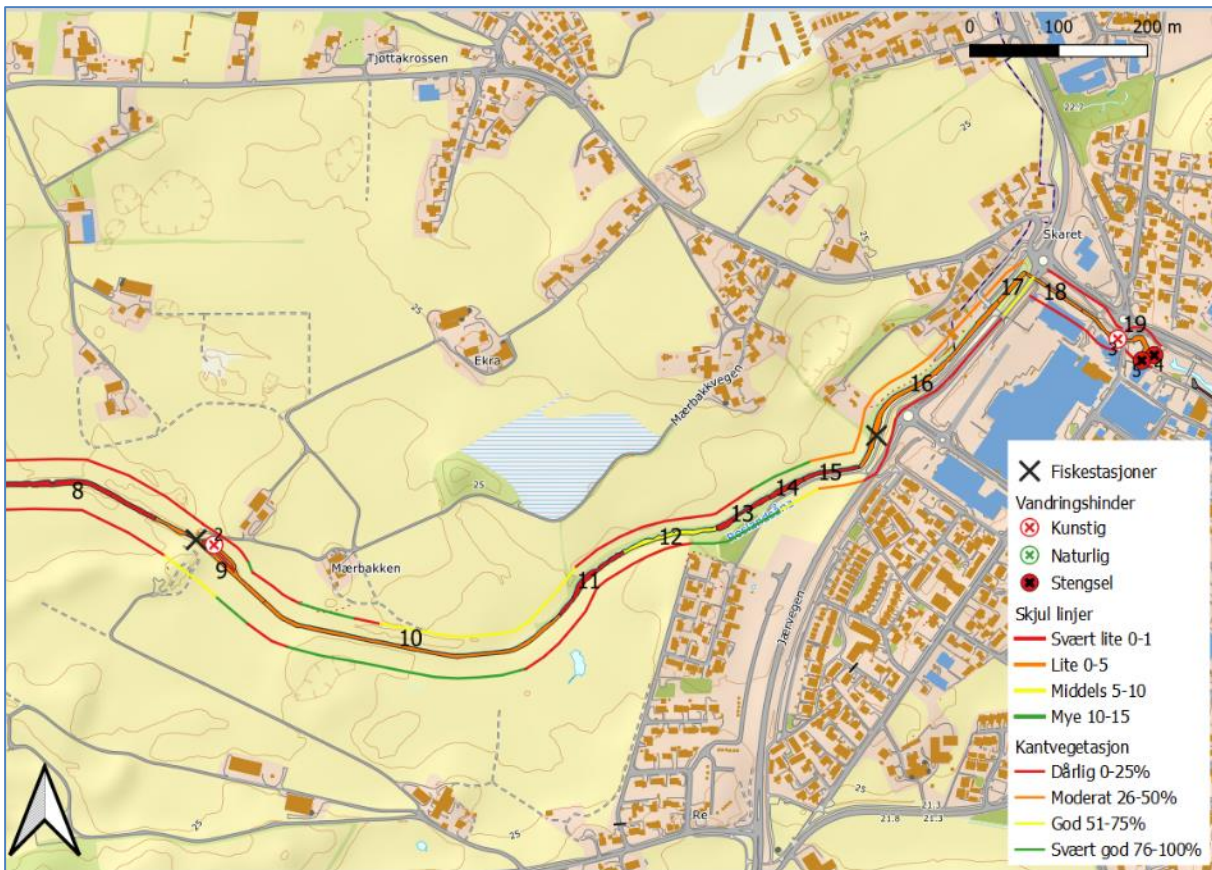 0 100 200 m
Tjøttakrossen
22.2
25
25
Skaret
25
17
18
19
3
4
5
Ekra
Mærbakkvegen
16
8
25
15
14
13
12
2
9
Mærbakken
11
10
Jærvegen
Re
25
25
25
21.3
21.8 21.3
Fiskestasjoner
Vandringshinder
Kunstig
Naturlig
Stengsel
Skjul linjer
Svært lite 0-1
Lite 0-5
Middels 5-10
Mye 10-15
Kantvegetasjon
Dårlig 0-25%
Moderat 26-50%
God 51-75%
Svært god 76-100%